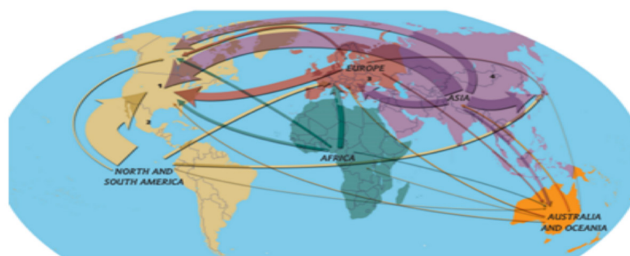 EUROPE
ASIA
AFRICA
NORTH AND
SOUTH AMERICA
AUSTRALIA
AND OCEANIA